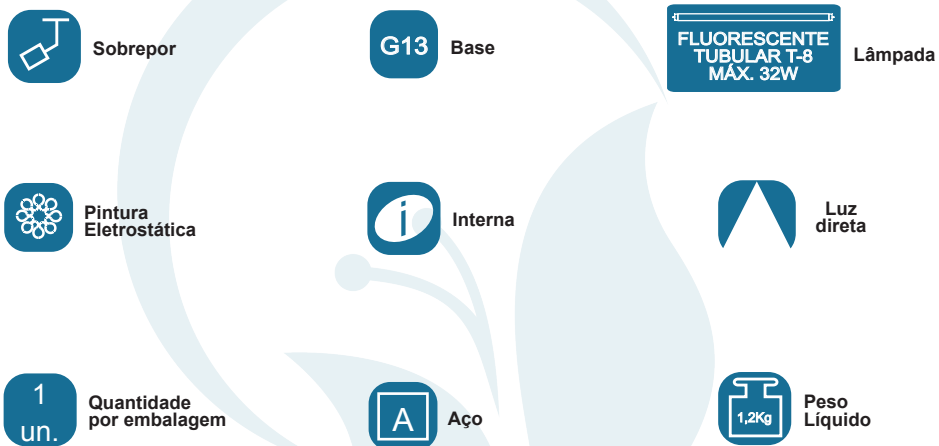 Sobrepor
G13
Base
FLUORESCENTE
TUBULAR T-8
MÁX. 32W
Lâmpada
Pintura
Eletrostática
i
Interna
Luz
direta
1
un.
Quantidade
por embalagem
A
Aço
1,2Kg
Peso
Líquido